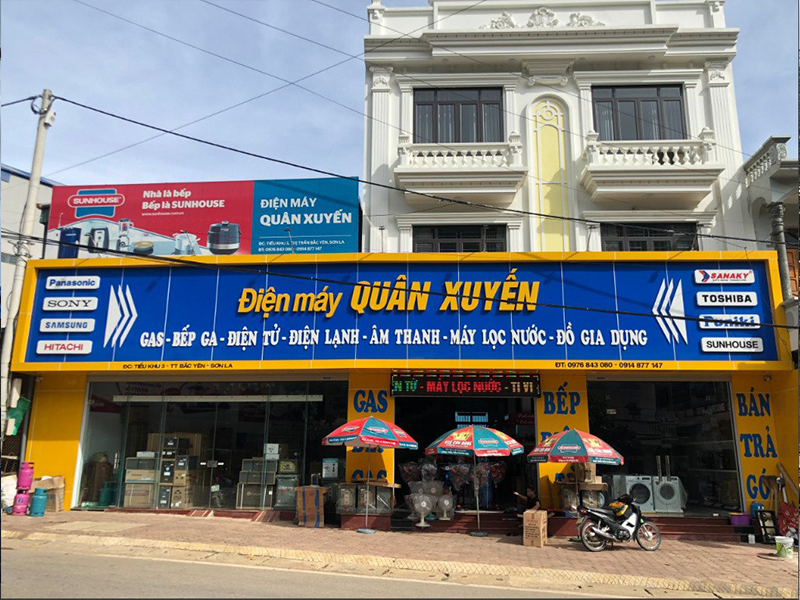 SUNHOUSE
Nhà là bếp
Bếp là SUNHOUSE
ĐIỆN MÁY
QUÂN XUYẾN
Panasonic
SONY
SAMSUNG
HITACHI
Điện máy QUÂN XUYẾN
GAS-BẾP GA-ĐIỆN TỬ-ĐIỆN LẠNH-ÂM THANH-MÁY LỌC NƯỚC-ĐỒ GIA DỤNG
SANAKY
TOSHIBA
SUNHOUSE
ĐC: TIỂU KHU 3 - TT BẮC YÊN - SƠN LA
ĐT: 0976 843 080 - 0914 877 147
N TỬ - MÁY LỌC NƯỚC - TI VI
GAS
BẾP
GAS
BẾP
BÁN
TRẢ
GÓP